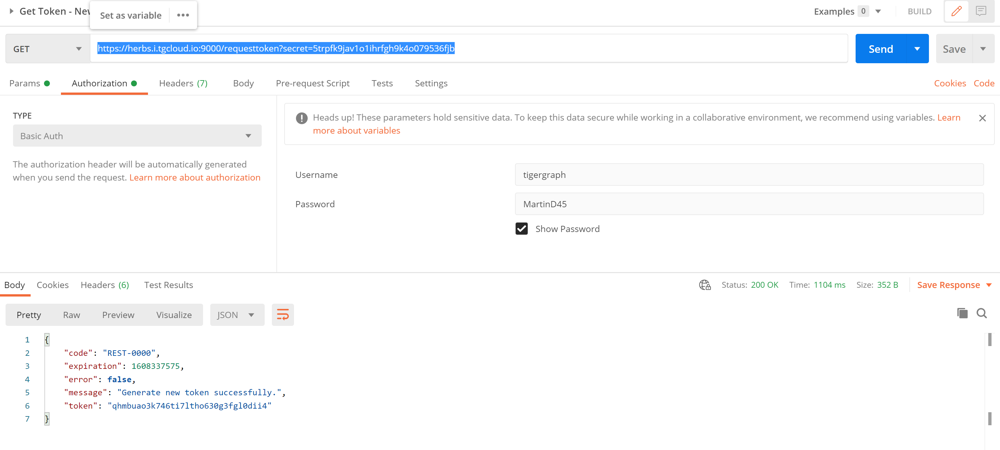 Get Token - New
Set as variable •••
Examples 0
BUILD
GET
https://herbs.i.tgcloud.io:9000/requesttoken?secret=5trpfk9jav1o1ihrfgh9k4o079536fjb
Send
Save
Params
Authorization
Headers (7)
Body
Pre-request Script
Tests
Settings
Cookies Code
TYPE
Basic Auth
The authorization header will be automatically generated
when you send the request. Learn more about authorization
Heads up! These parameters hold sensitive data. To keep this data secure while working in a collaborative environment, we recommend using variables. Learn
more about variables
Username
tigergraph
Password
MartinD45
Show Password
Body Cookies Headers (6) Test Results
Status: 200 OK Time: 1104 ms Size: 352 B
Save Response
Pretty Raw Preview Visualize
JSON
1 {
2 "code": "REST-0000",
3 "expiration": 1608337575,
4 "error": false,
5 "message": "Generate new token successfully.",
6 "token": "qhmbuao3k746ti7ltho630g3fgl0dii4"
7 }